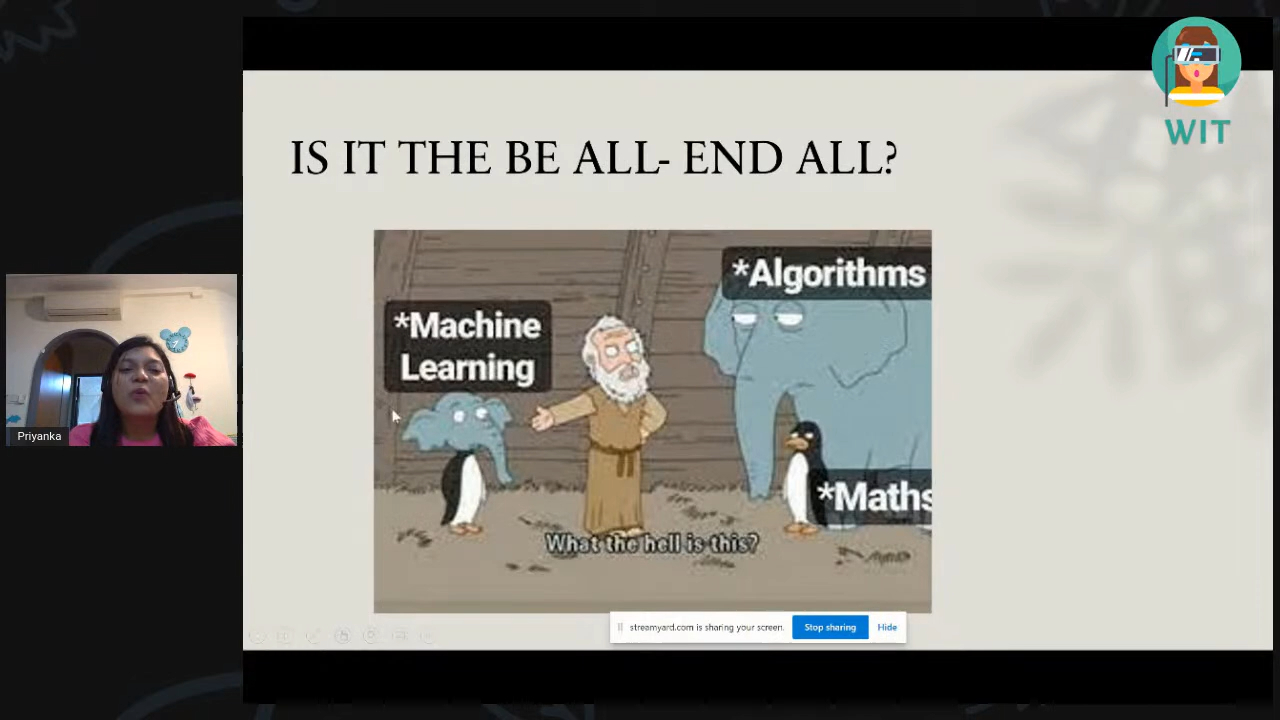 WIT
IS IT THE BE ALL- END ALL?
*Algorithms
*Machine
Learning
*Maths
What the hell is this?
Priyanka
streamyard.com is sharing your screen.
Stop sharing
Hide